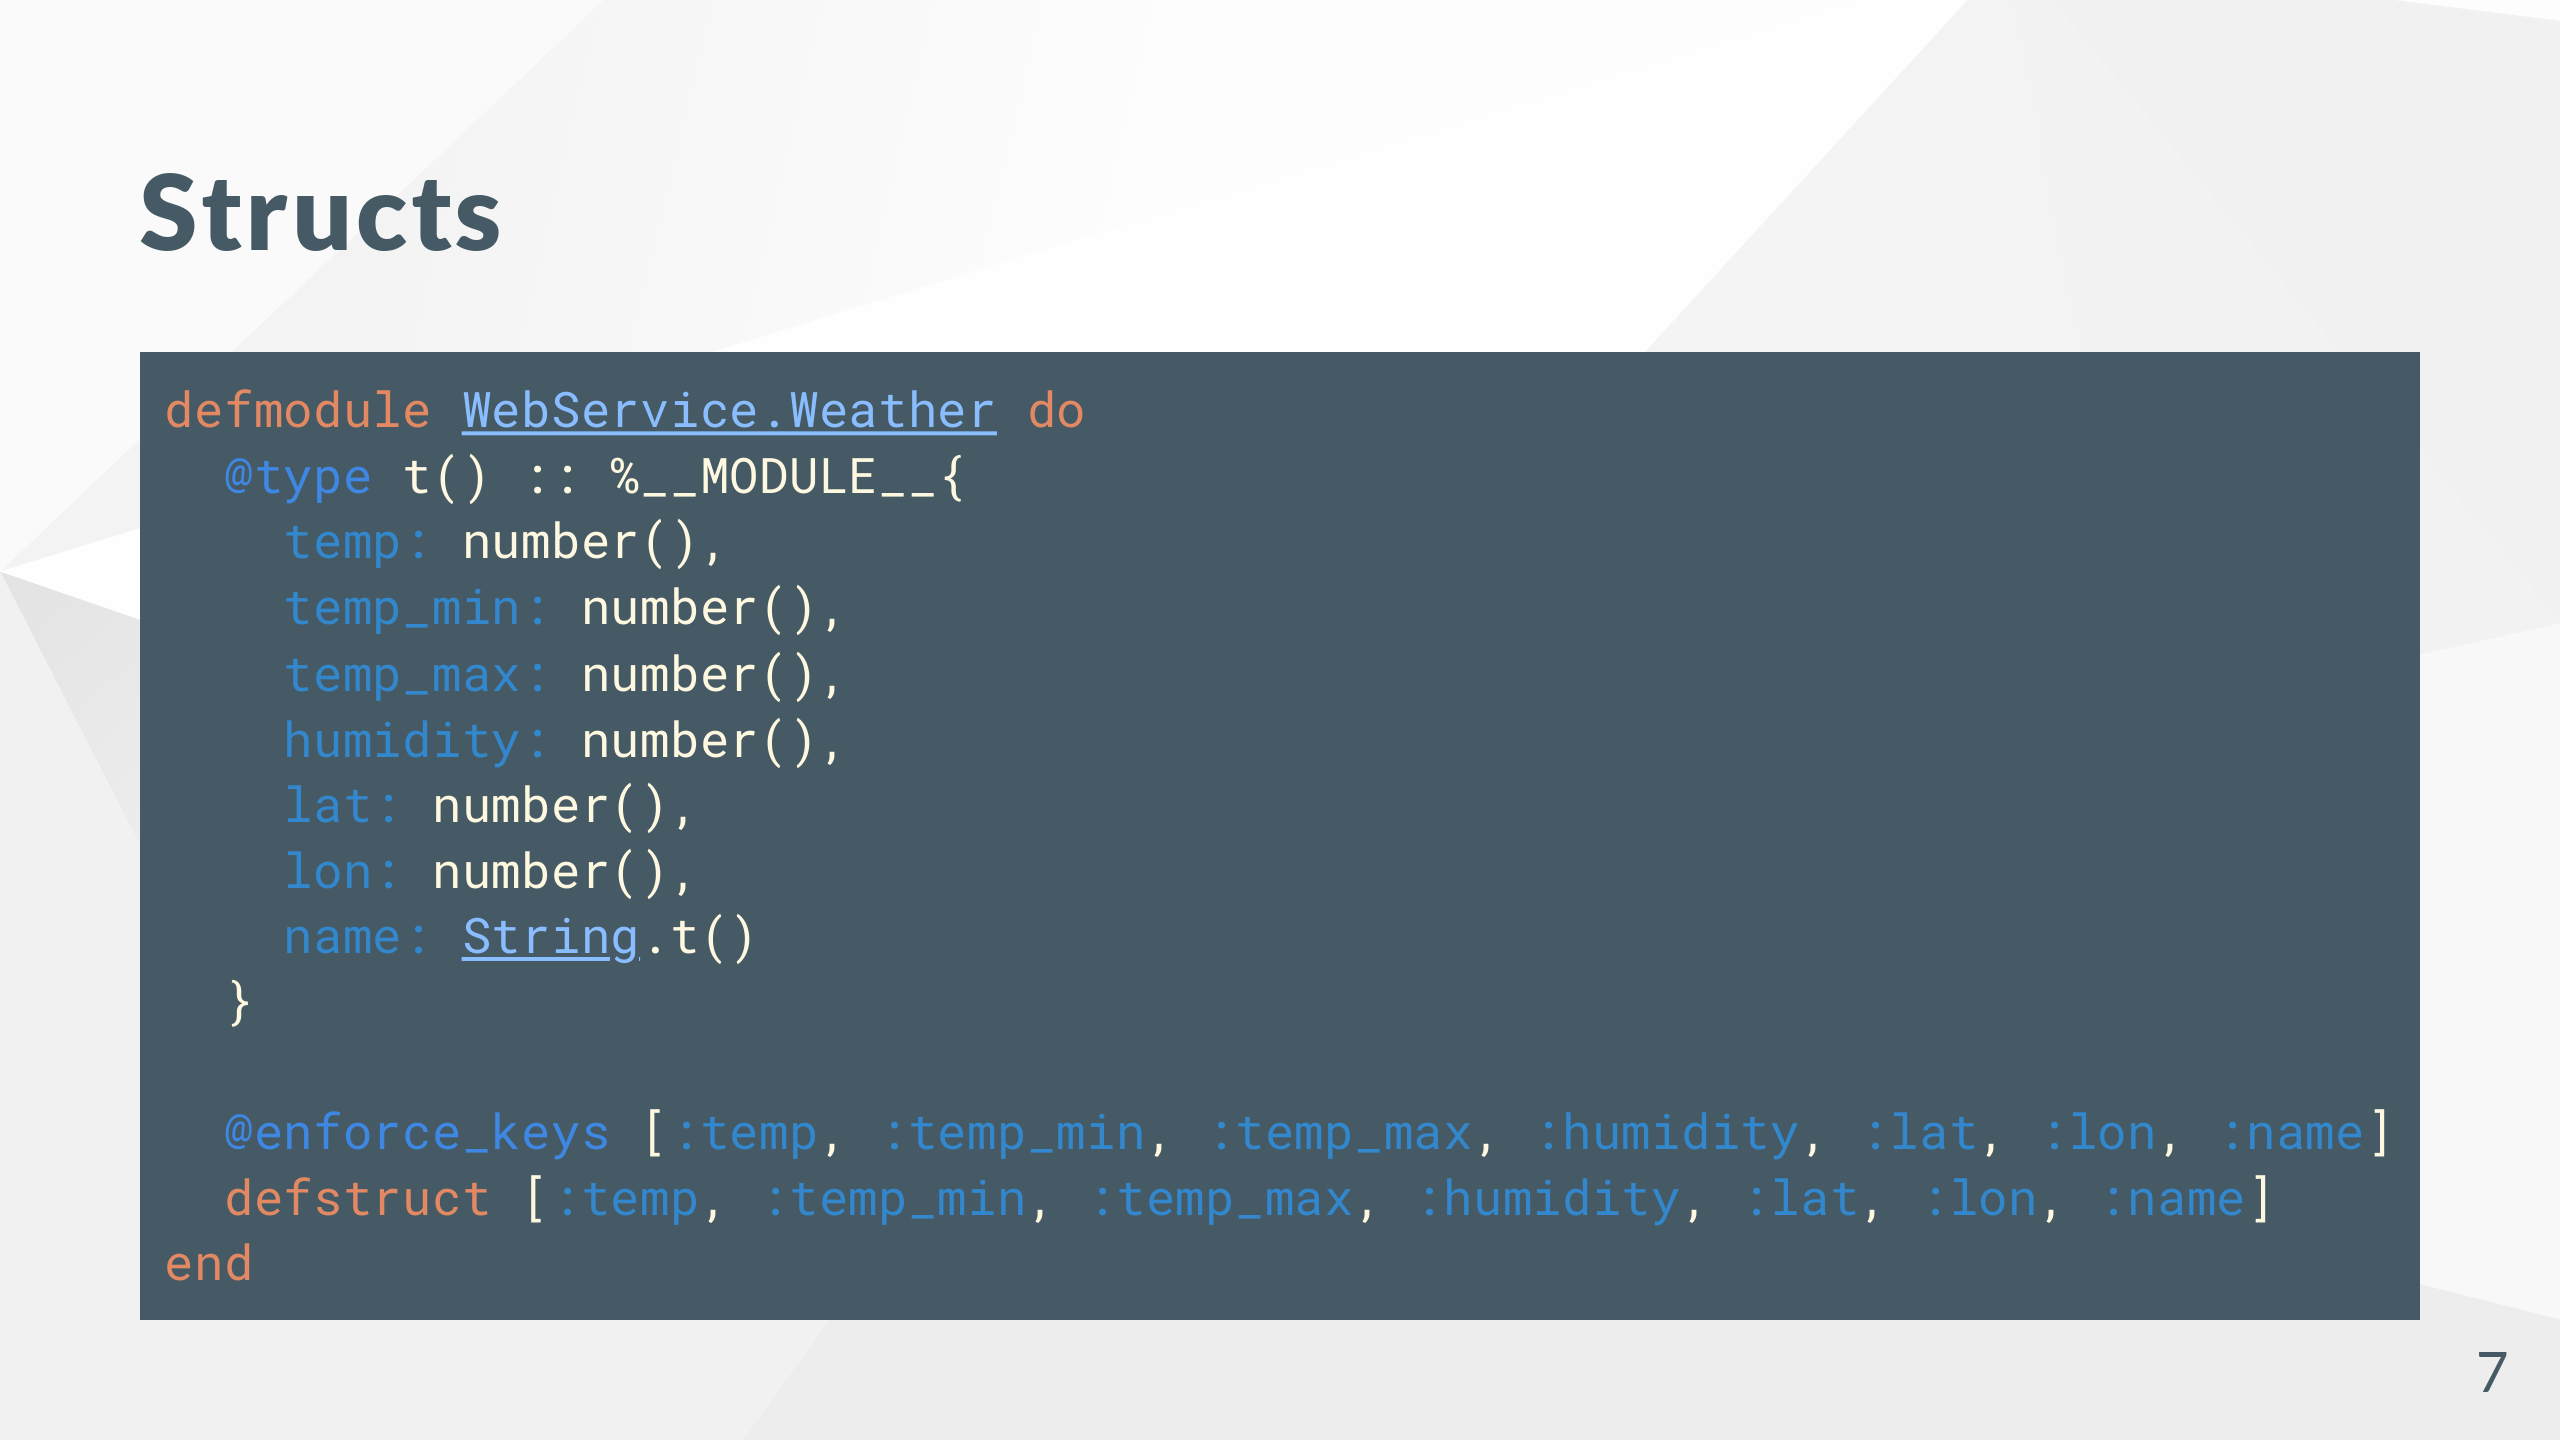 Structs
defmodule WebService.Weather do
  @type t() :: %__MODULE__{
    temp: number(),
    temp_min: number(),
    temp_max: number(),
    humidity: number(),
    lat: number(),
    lon: number(),
    name: String.t()
  }
  @enforce_keys [:temp, :temp_min, :temp_max, :humidity, :lat, :lon, :name]
  defstruct [:temp, :temp_min, :temp_max, :humidity, :lat, :lon, :name]
end
7